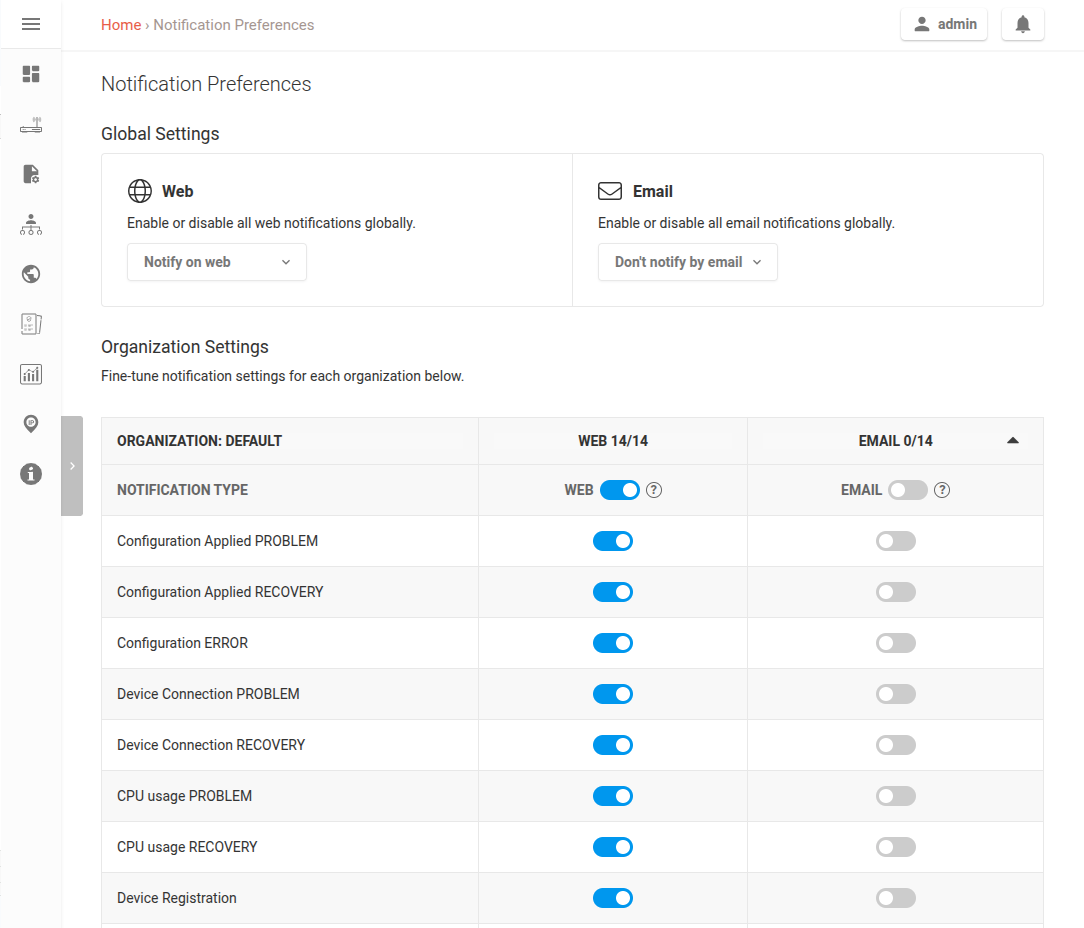 Home › Notification Preferences
admin
Notification Preferences
Global Settings
Web
Enable or disable all web notifications globally.
Notify on web
Email
Enable or disable all email notifications globally.
Don't notify by email
Organization Settings
Fine-tune notification settings for each organization below.
ORGANIZATION: DEFAULT WEB 14/14 EMAIL 0/14
NOTIFICATION TYPE WEB ? EMAIL ?
Configuration Applied PROBLEM
Configuration Applied RECOVERY
Configuration ERROR
Device Connection PROBLEM
Device Connection RECOVERY
CPU usage PROBLEM
CPU usage RECOVERY
Device Registration